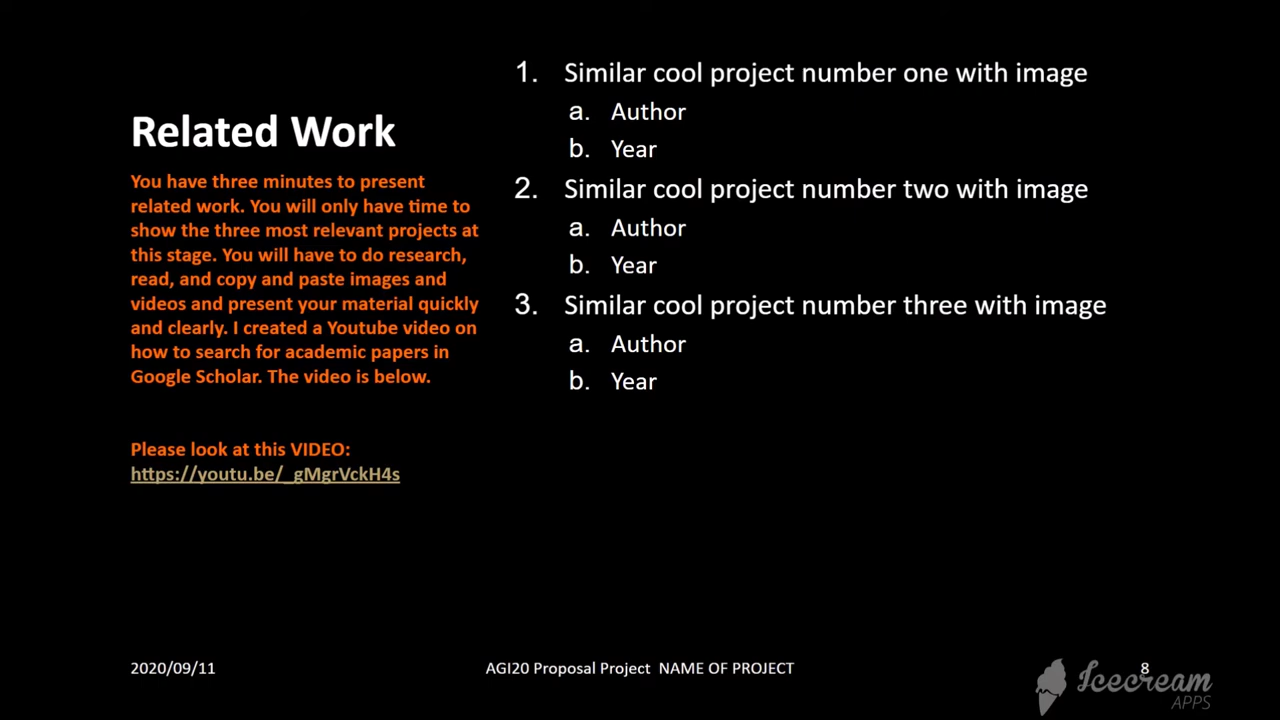 Related Work
You have three minutes to present
related work. You will only have time to
show the three most relevant projects at
this stage. You will have to do research,
read, and copy and paste images and
videos and present your material quickly
and clearly. I created a Youtube video on
how to search for academic papers in
Google Scholar. The video is below.
Please look at this VIDEO:
https://youtu.be/_gMgrVckH4s
1. Similar cool project number one with image
a. Author
b. Year
2. Similar cool project number two with image
a. Author
b. Year
3. Similar cool project number three with image
a. Author
b. Year
2020/09/11
AGI20 Proposal Project NAME OF PROJECT
8
Icecream
APPS